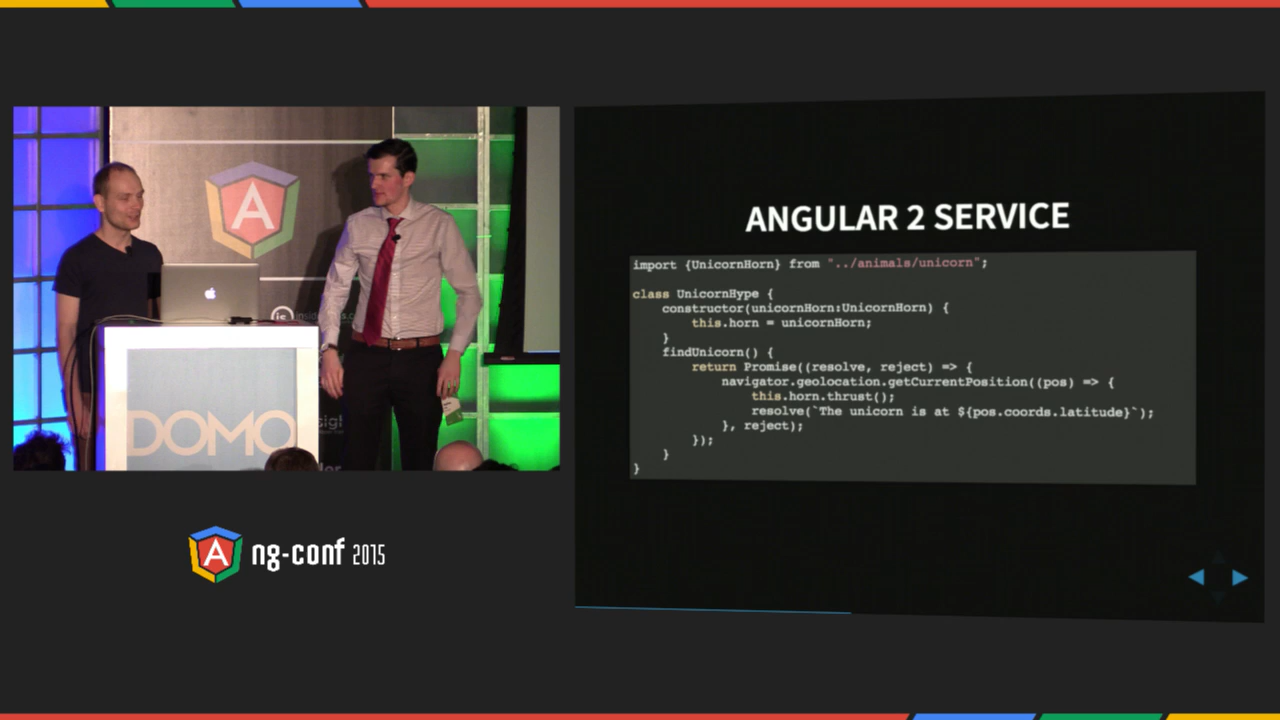 A
DOMO
A ng-conf 2015
ANGULAR 2 SERVICE
import {UnicornHorn} from "../animals/unicorn";
class UnicornHype {
    constructor(unicornHorn:UnicornHorn) {
        this.horn = unicornHorn;
    }
    findUnicorn() {
        return Promise((resolve, reject) => {
            navigator.geolocation.getCurrentPosition((pos) => {
                this.horn.thrust();
                resolve(`The unicorn is at ${pos.coords.latitude}`);
            }, reject);
        });
    }
}